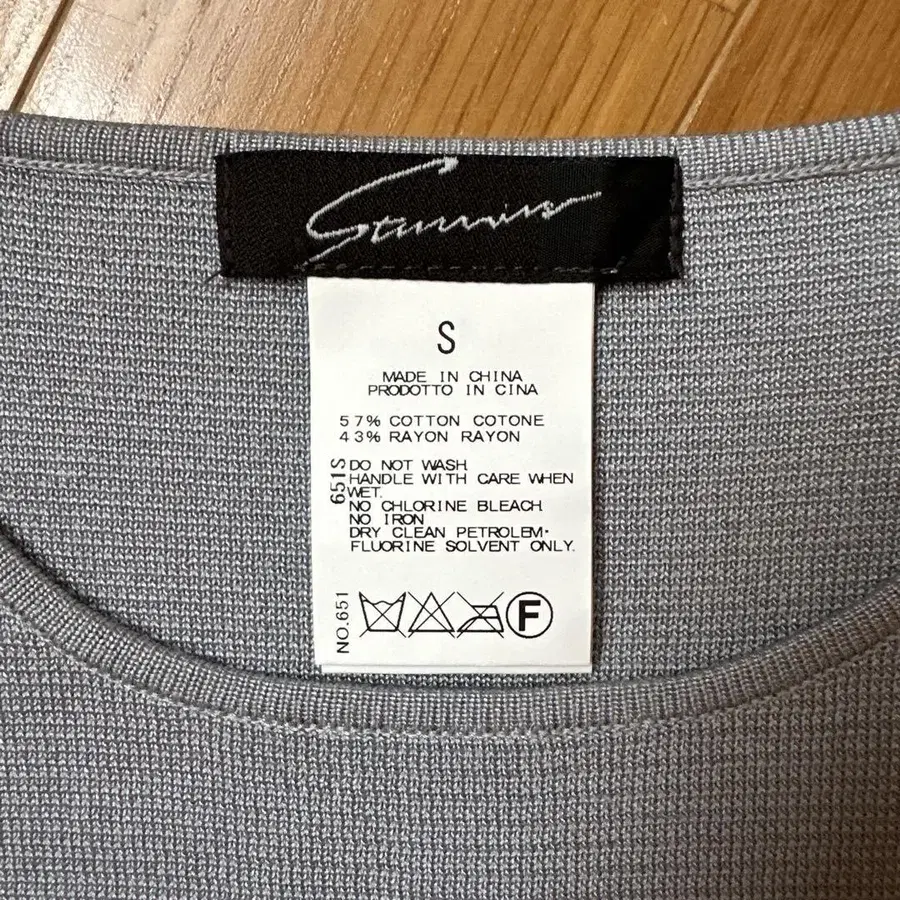 S
MADE IN CHINA
PRODOTTO IN CINA
57% COTTON COTONE
43% RAYON RAYON
651S
DO NOT WASH
HANDLE WITH CARE WHEN
WET.
NO CHLORINE BLEACH
NO IRON
DRY CLEAN PETROLEM·
FLUORINE SOLVENT ONLY.
NO.651
F